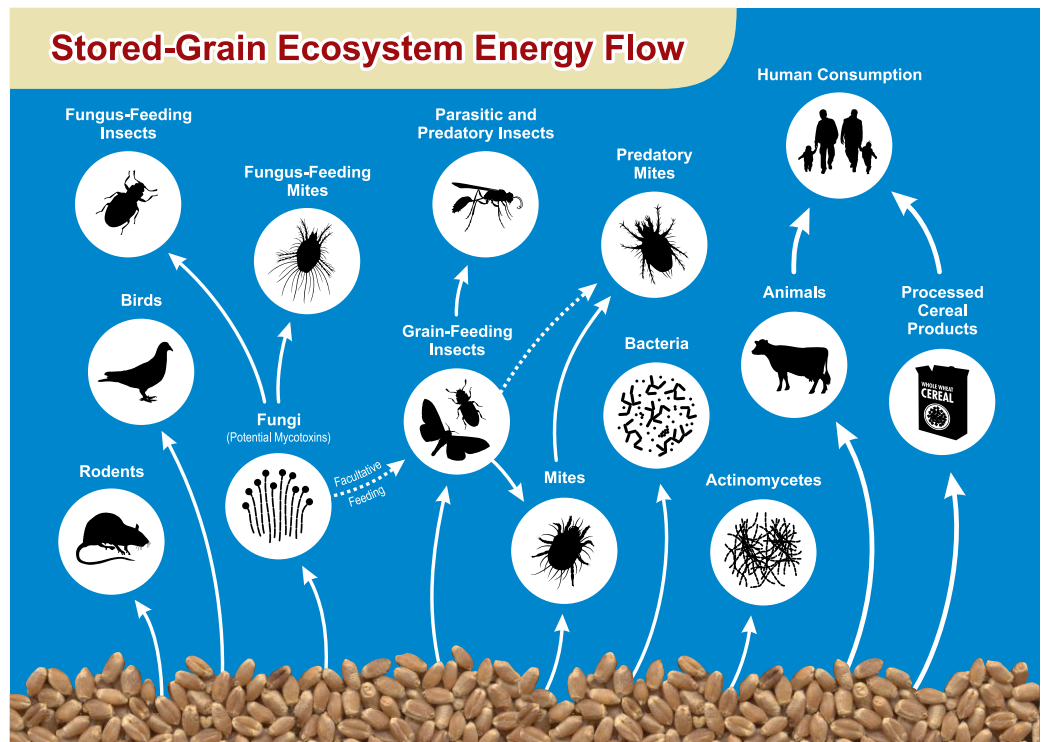 Stored-Grain Ecosystem Energy Flow
Human Consumption
Fungus-Feeding
Insects
Parasitic and
Predatory Insects
Predatory
Mites
Fungus-Feeding
Mites
Birds
Animals
Processed
Cereal
Products
Grain-Feeding
Insects
Bacteria
WHOLE WHEAT
CEREAL
Fungi
(Potential Mycotoxins)
Facultative
Feeding
Rodents
Mites
Actinomycetes